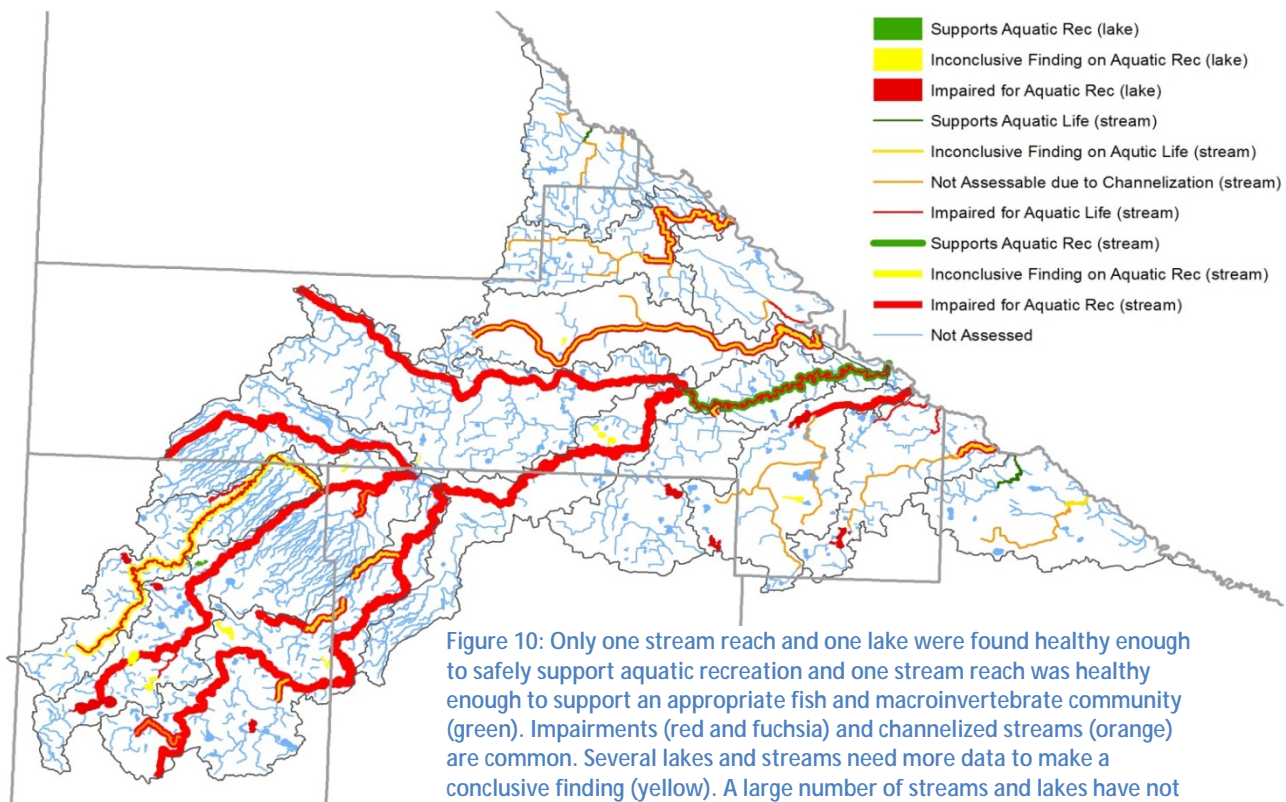 Supports Aquatic Rec (lake)
Inconclusive Finding on Aquatic Rec (lake)
Impaired for Aquatic Rec (lake)
Supports Aquatic Life (stream)
Inconclusive Finding on Aqutic Life (stream)
Not Assessable due to Channelization (stream)
Impaired for Aquatic Life (stream)
Supports Aquatic Rec (stream)
Inconclusive Finding on Aquatic Rec (stream)
Impaired for Aquatic Rec (stream)
Not Assessed
Figure 10: Only one stream reach and one lake were found healthy enough
to safely support aquatic recreation and one stream reach was healthy
enough to support an appropriate fish and macroinvertebrate community
(green). Impairments (red and fuchsia) and channelized streams (orange)
are common. Several lakes and streams need more data to make a
conclusive finding (yellow). A large number of streams and lakes have not